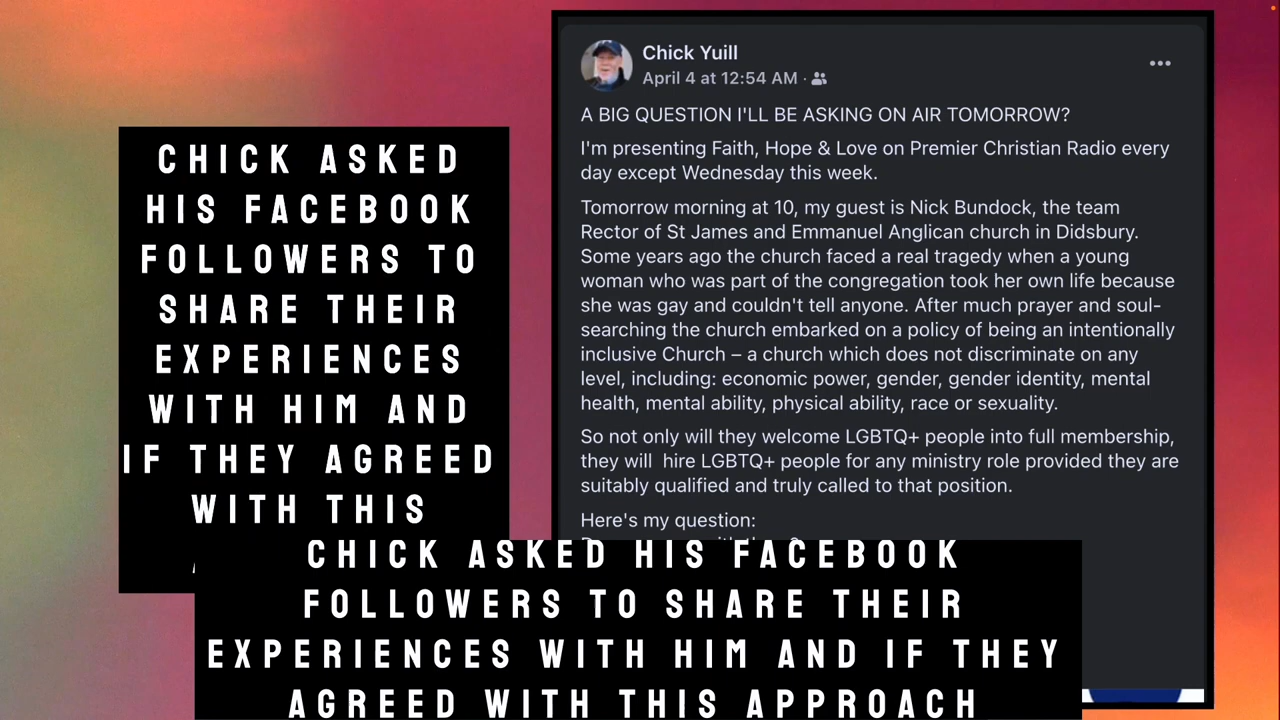 CHICK ASKED
HIS FACEBOOK
FOLLOWERS TO
SHARE THEIR
EXPERIENCES
WITH HIM AND
IF THEY AGREED
WITH THIS
Chick Yuill
April 4 at 12:54 AM ·
A BIG QUESTION I'LL BE ASKING ON AIR TOMORROW?
I'm presenting Faith, Hope & Love on Premier Christian Radio every
day except Wednesday this week.
Tomorrow morning at 10, my guest is Nick Bundock, the team
Rector of St James and Emmanuel Anglican church in Didsbury.
Some years ago the church faced a real tragedy when a young
woman who was part of the congregation took her own life because
she was gay and couldn't tell anyone. After much prayer and soul-
searching the church embarked on a policy of being an intentionally
inclusive Church – a church which does not discriminate on any
level, including: economic power, gender, gender identity, mental
health, mental ability, physical ability, race or sexuality.
So not only will they welcome LGBTQ+ people into full membership,
they will hire LGBTQ+ people for any ministry role provided they are
suitably qualified and truly called to that position.
Here's my question:
CHICK ASKED HIS FACEBOOK
FOLLOWERS TO SHARE THEIR
EXPERIENCES WITH HIM AND IF THEY
AGREED WITH THIS APPROACH